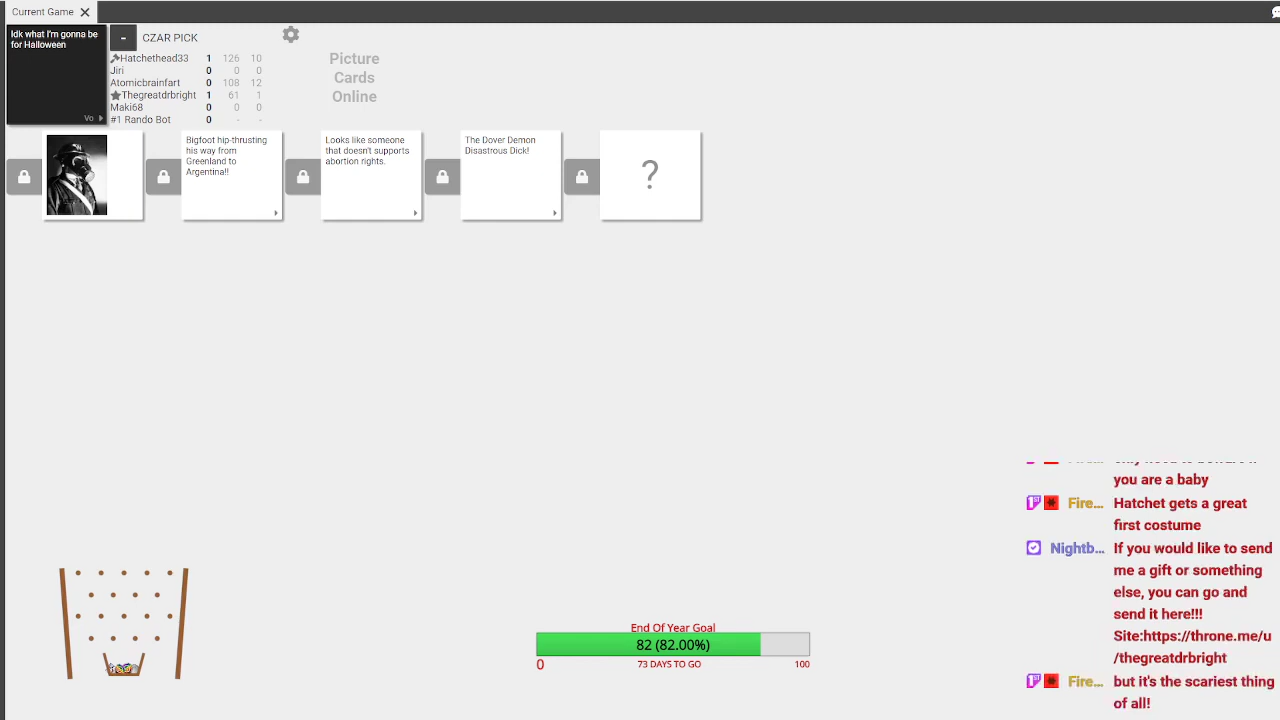 Current Game
Idk what I'm gonna be
for Halloween
Vo
-
CZAR PICK
Hatchethead33 1 126 10
Jiri 0 0 0
Atomicbrainfart 0 108 12
Thegreatdrbright 1 61 1
Maki68 0 0 0
#1 Rando Bot 0 - -
Picture
Cards
Online
Bigfoot hip-thrusting
his way from
Greenland to
Argentina!!
Looks like someone
that doesn't supports
abortion rights.
The Dover Demon
Disastrous Dick!
?
you are a baby
Fire... Hatchet gets a great
first costume
Nightb... If you would like to send
me a gift or something
else, you can go and
send it here!!!
Site:https://throne.me/u
/thegreatdrbright
Fire... but it's the scariest thing
of all!
End Of Year Goal
82 (82.00%)
0 73 DAYS TO GO 100